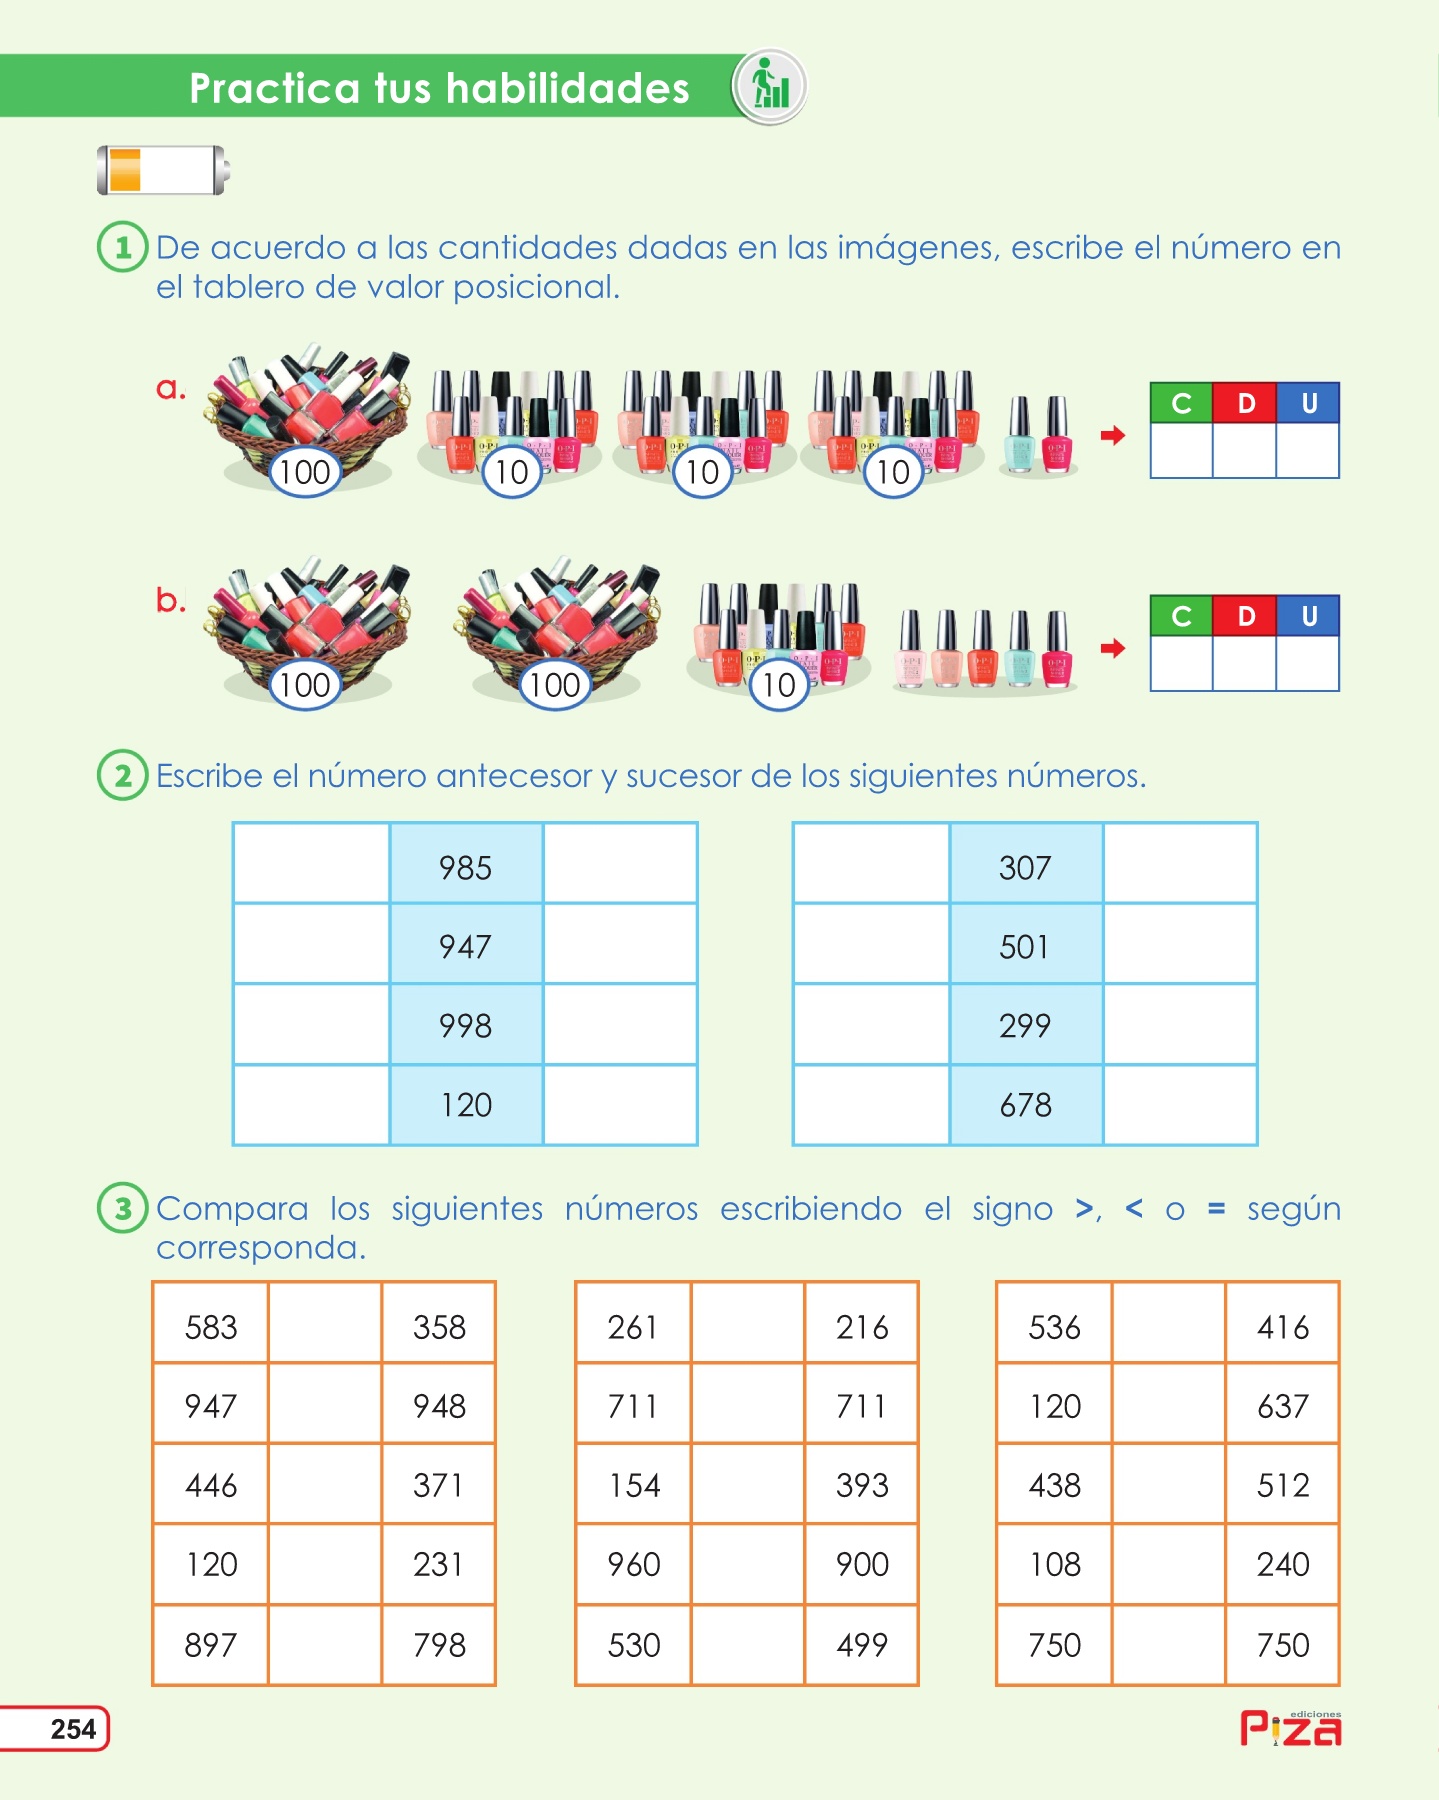 Practica tus habilidades
1 De acuerdo a las cantidades dadas en las imágenes, escribe el número en
el tablero de valor posicional.
a.
100 10 10 10
C D U
b.
100 100 10
C D U
2 Escribe el número antecesor y sucesor de los siguientes números.
985 307
947 501
998 299
120 678
3 Compara los siguientes números escribiendo el signo >, < o = según
corresponda.
583 358 261 216 536 416
947 948 711 711 120 637
446 371 154 393 438 512
120 231 960 900 108 240
897 798 530 499 750 750
254
ediciones
Piza